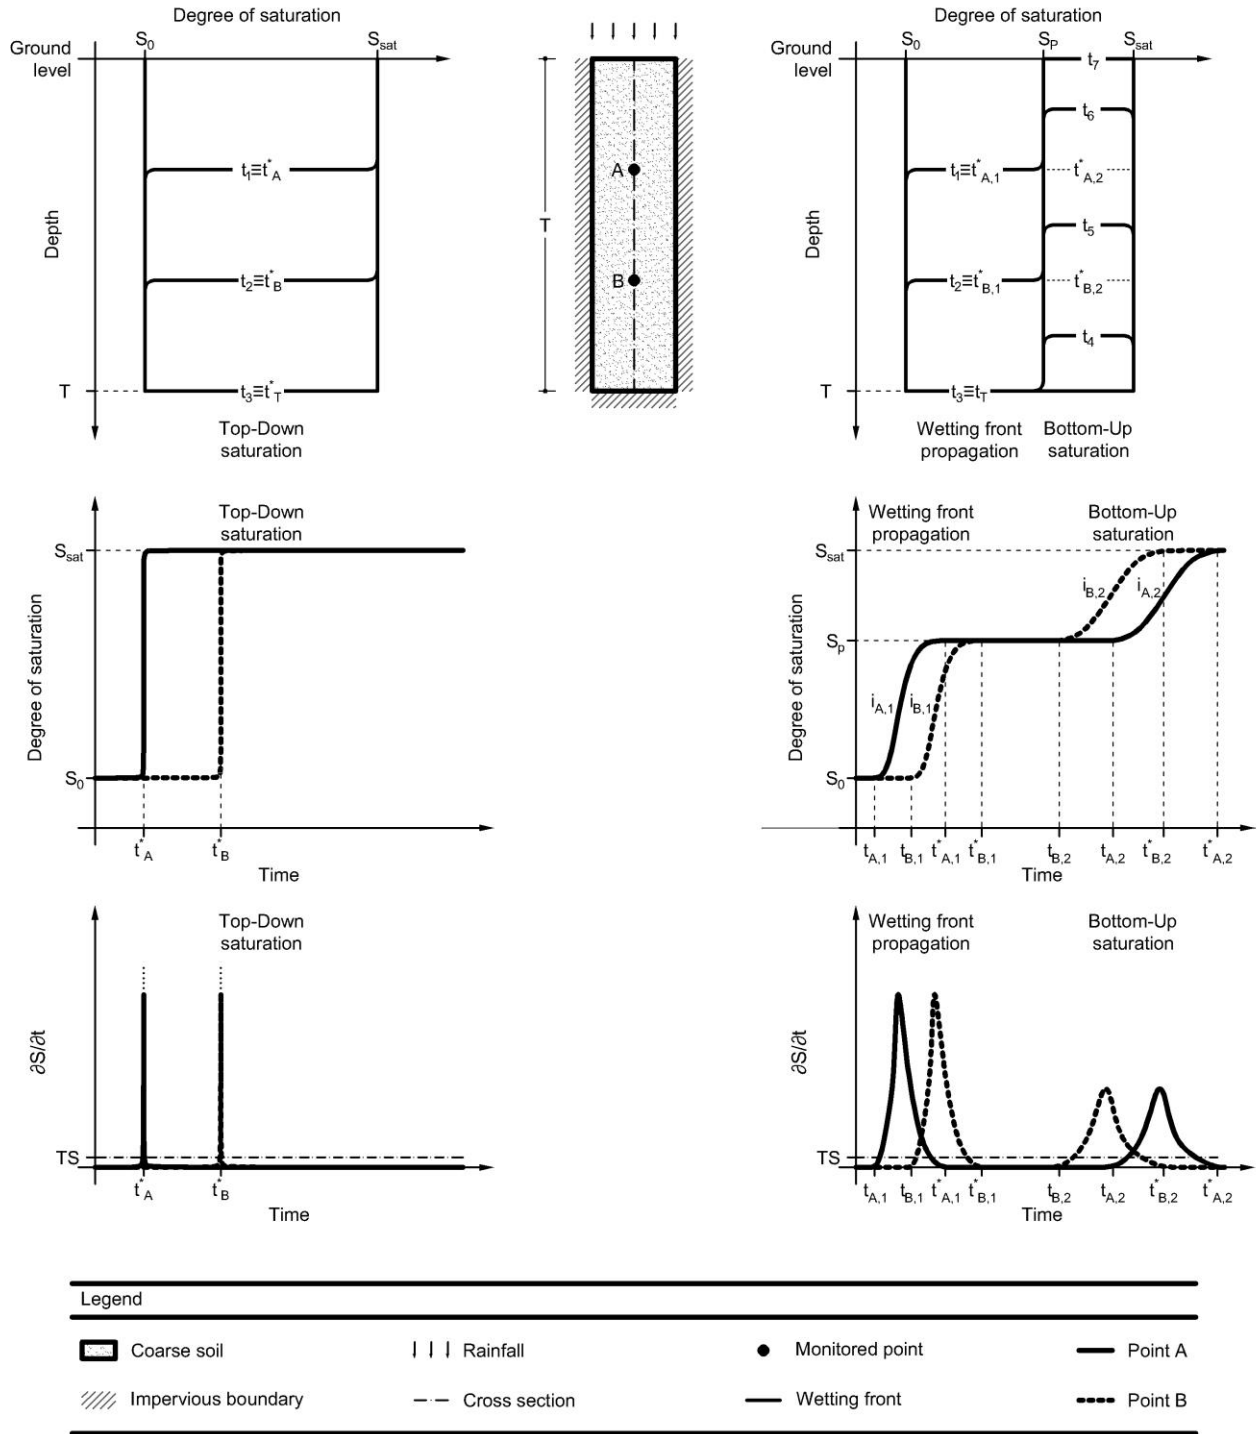 Degree of saturation
S0 Ssat
Ground
level
t1≡t*A
t2≡t*B
t3≡t*T
Depth
T
Top-Down
saturation
A
B
T
Degree of saturation
S0 SP Ssat
Ground
level
t7
t6
t1≡t*A,1 t*A,2
t5
t2≡t*B,1 t*B,2
t4
t3≡tT
Depth
T
Wetting front
propagation
Bottom-Up
saturation
Top-Down
saturation
Ssat
S0
Degree of saturation
t*A t*B
Time
Wetting front
propagation
Bottom-Up
saturation
Ssat
Sp
S0
Degree of saturation
iA,1 iB,1 iB,2 iA,2
tA,1 tB,1 t*A,1 t*B,1 tB,2 tA,2 t*B,2 t*A,2
Time
Top-Down
saturation
∂S/∂t
TS
t*A t*B
Time
Wetting front
propagation
Bottom-Up
saturation
∂S/∂t
TS
tA,1 tB,1 t*A,1 t*B,1 tB,2 tA,2 t*B,2 t*A,2
Time
Legend
Coarse soil Rainfall Monitored point Point A
Impervious boundary Cross section Wetting front Point B